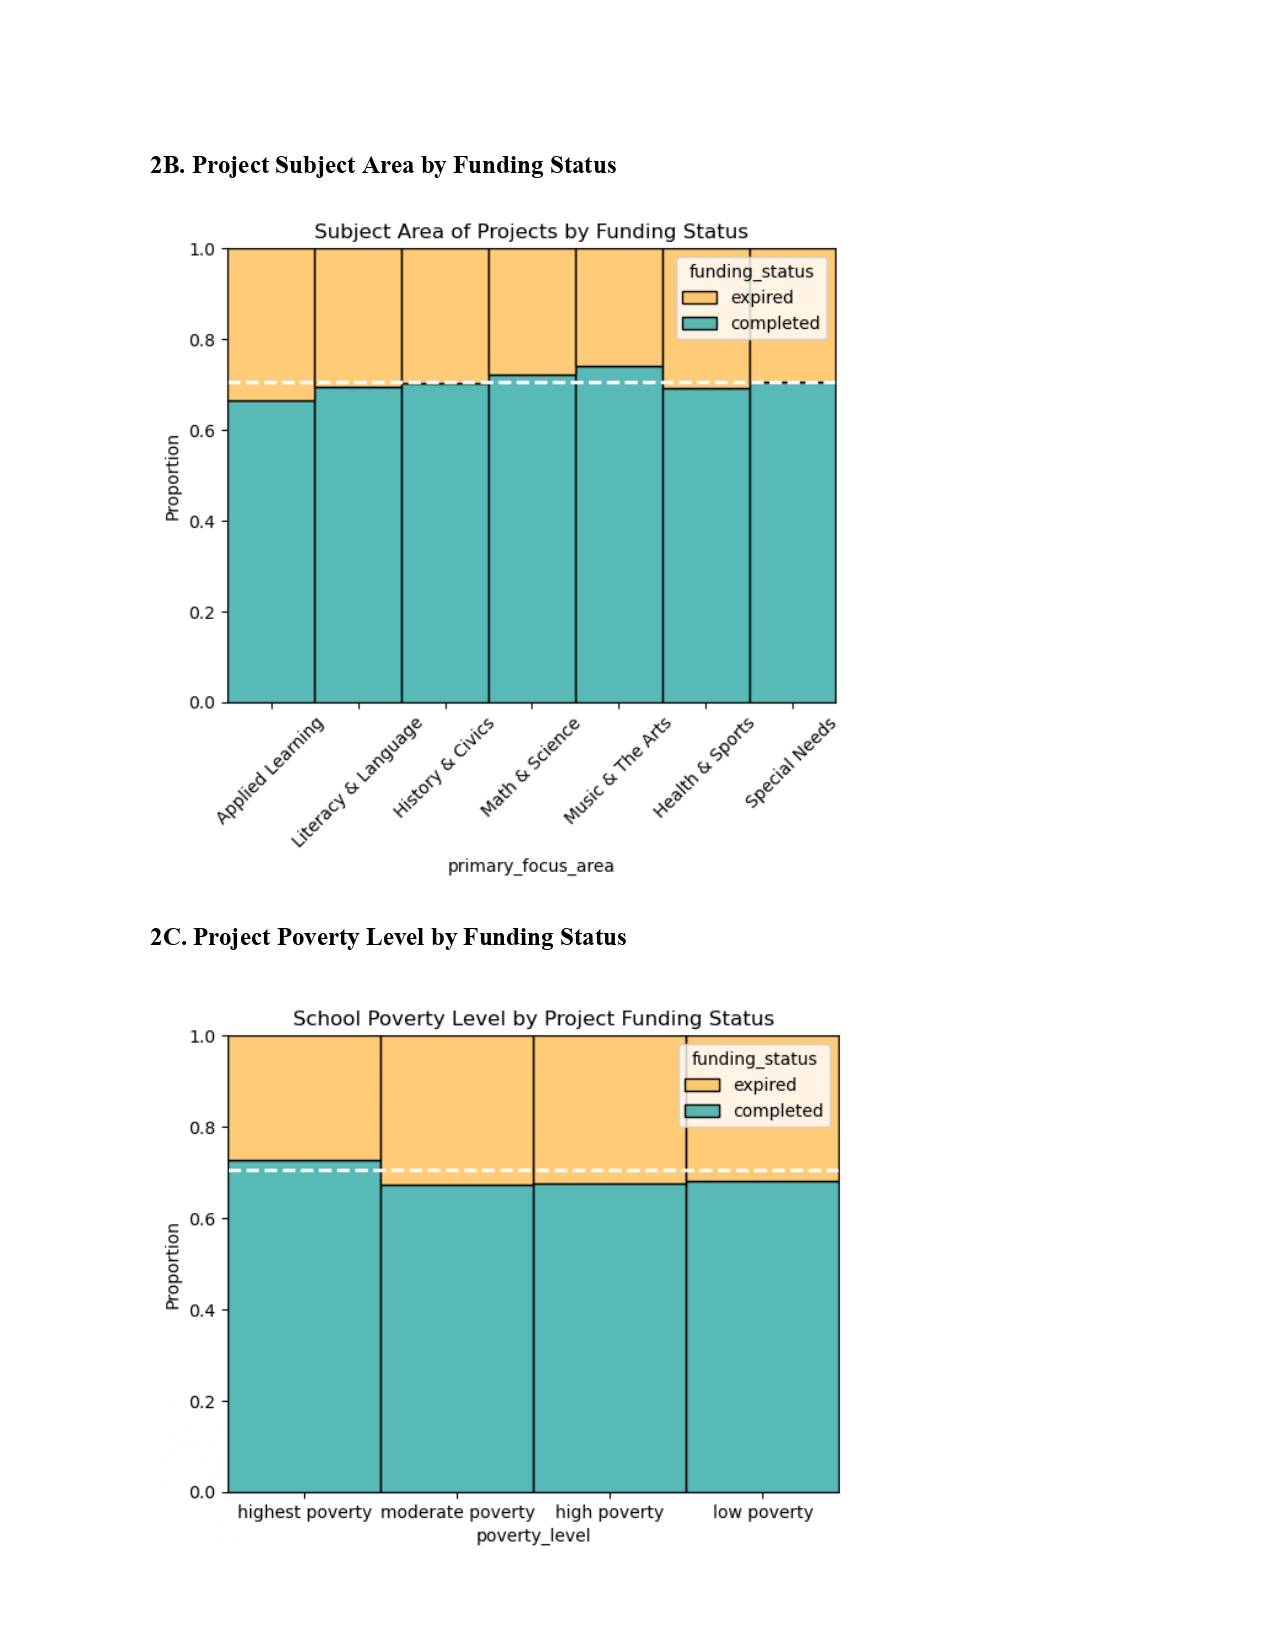 2B. Project Subject Area by Funding Status
Subject Area of Projects by Funding Status
1.0
0.8
0.6
0.4
0.2
0.0
Proportion
funding_status
expired
completed
Applied Learning
Literacy & Language
History & Civics
Math & Science
Music & The Arts
Health & Sports
Special Needs
primary_focus_area
2C. Project Poverty Level by Funding Status
School Poverty Level by Project Funding Status
1.0
0.8
0.6
0.4
0.2
0.0
Proportion
funding_status
expired
completed
highest poverty
moderate poverty
high poverty
low poverty
poverty_level